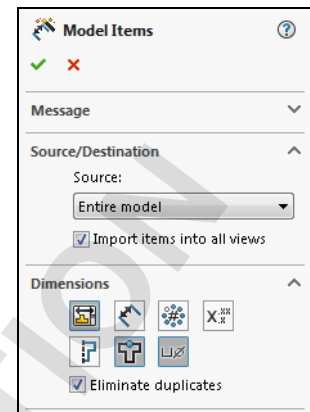 Model Items
Message
Source/Destination
Source:
Entire model
Import items into all views
Dimensions
Eliminate duplicates